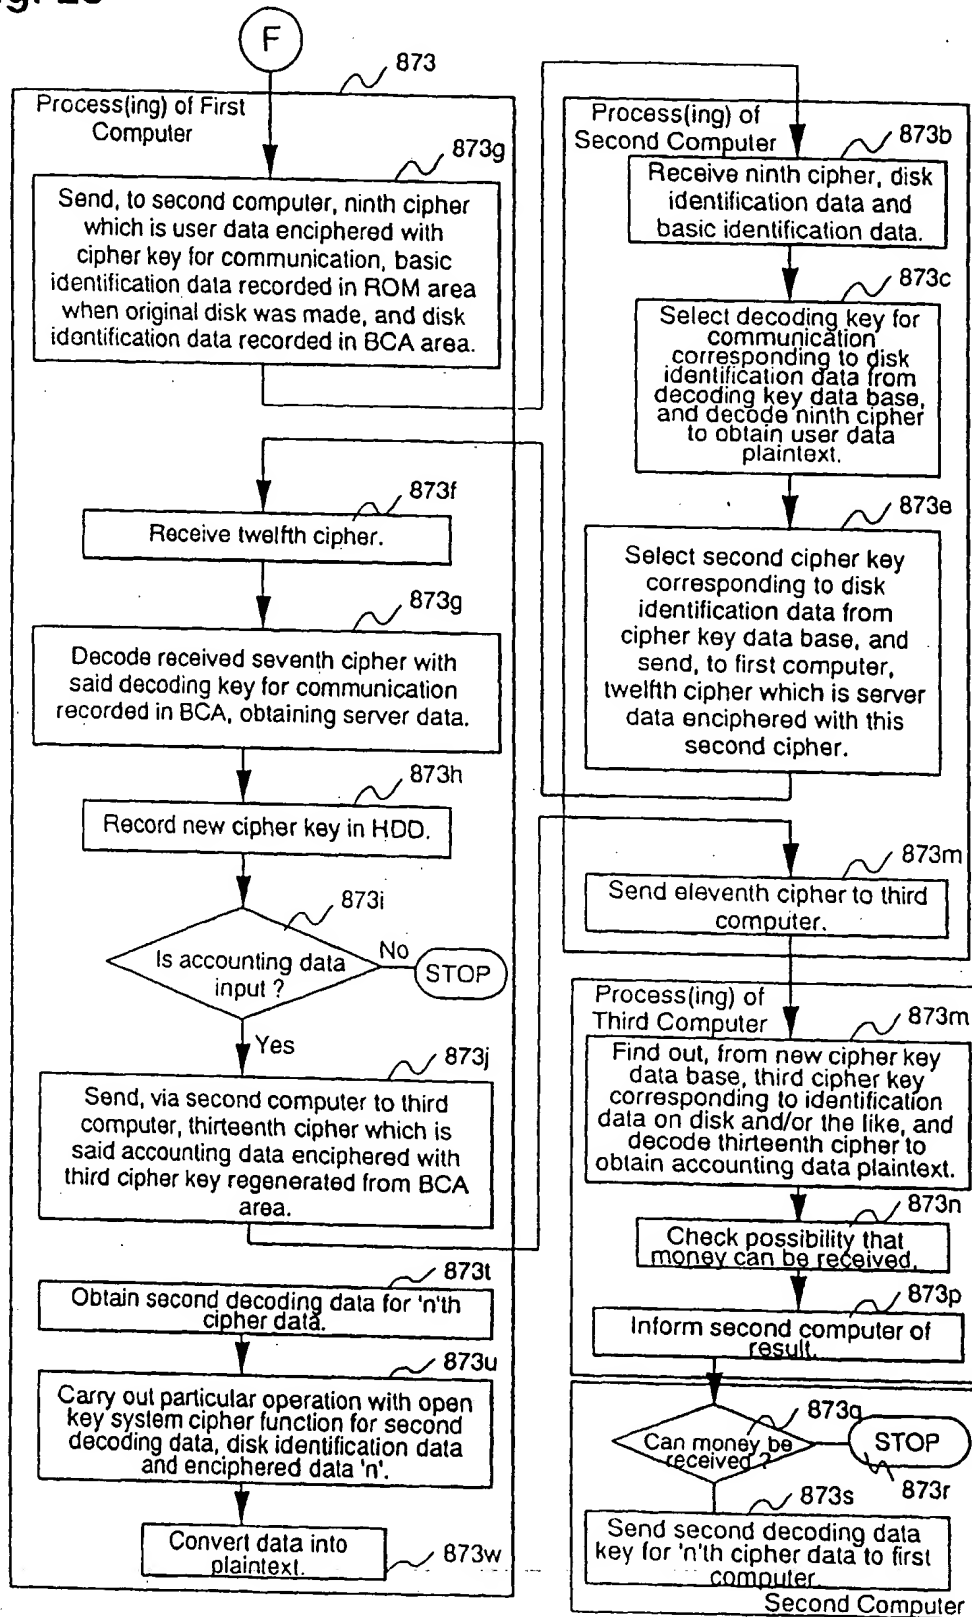 F
873
Process(ing) of First
Computer
873g
Send, to second computer, ninth cipher
which is user data enciphered with
cipher key for communication, basic
identification data recorded in ROM area
when original disk was made, and disk
identification data recorded in BCA area.
873f
Receive twelfth cipher.
873g
Decode received seventh cipher with
said decoding key for communication
recorded in BCA, obtaining server data.
873h
Record new cipher key in HDD.
873i
Is accounting data
input ?
No
STOP
Yes
873j
Send, via second computer to third
computer, thirteenth cipher which is
said accounting data enciphered with
third cipher key regenerated from BCA
area.
873t
Obtain second decoding data for 'n'th
cipher data.
873u
Carry out particular operation with open
key system cipher function for second
decoding data, disk identification data
and enciphered data 'n'.
Convert data into
plaintext.
873w
Process(ing) of
Second Computer
873b
Receive ninth cipher, disk
identification data and
basic identification data.
873c
Select decoding key for
communication
corresponding to disk
identification data from
decoding key data base,
and decode ninth cipher
to obtain user data
plaintext.
873e
Select second cipher key
corresponding to disk
identification data from
cipher key data base, and
send, to first computer,
twelfth cipher which is server
data enciphered with this
second cipher.
873m
Send eleventh cipher to third
computer.
Process(ing) of
Third Computer
873m
Find out, from new cipher key
data base, third cipher key
corresponding to identification
data on disk and/or the like, and
decode thirteenth cipher to
obtain accounting data plaintext.
873n
Check possibility that
money can be received.
873p
Inform second computer of
result.
873q
Can money be
received ?
STOP
873r
873s
Send second decoding data
key for 'n'th cipher data to first
computer.
Second Computer